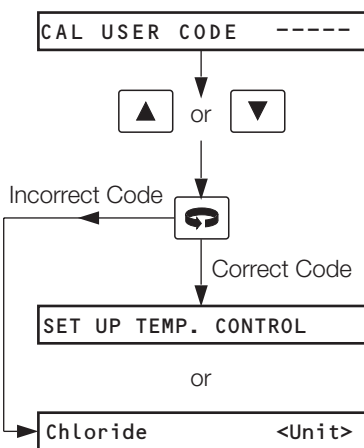 CAL USER CODE -----
or
Incorrect Code
Correct Code
SET UP TEMP. CONTROL
or
Chloride <Unit>